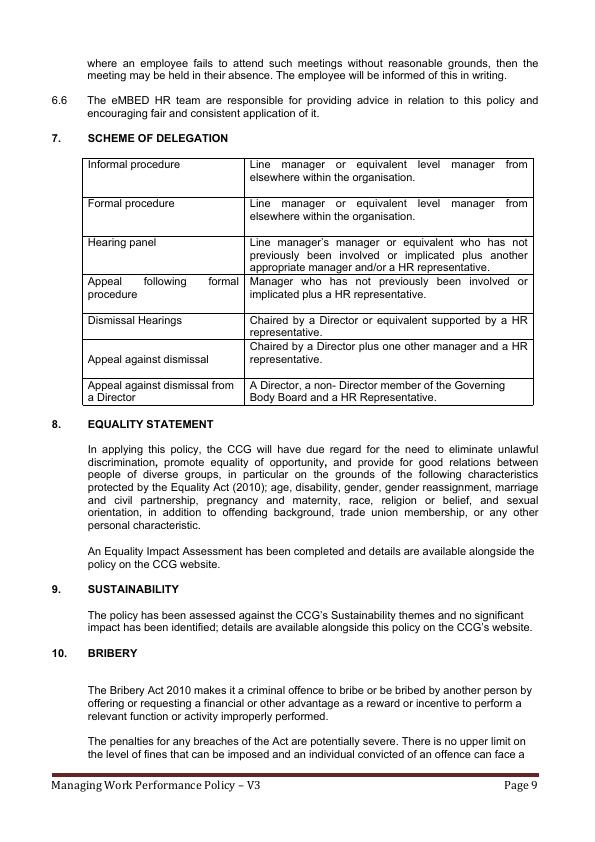 where an employee fails to attend such meetings without reasonable grounds, then the
meeting may be held in their absence. The employee will be informed of this in writing.
6.6 The eMBED HR team are responsible for providing advice in relation to this policy and
encouraging fair and consistent application of it.
7. SCHEME OF DELEGATION
Informal procedure
Line manager or equivalent level manager from
elsewhere within the organisation.
Formal procedure
Line manager or equivalent level manager from
elsewhere within the organisation.
Hearing panel
Line manager's manager or equivalent who has not
previously been involved or implicated plus another
appropriate manager and/or a HR representative.
Appeal following formal
procedure
Manager who has not previously been involved or
implicated plus a HR representative.
Dismissal Hearings
Chaired by a Director or equivalent supported by a HR
representative.
Appeal against dismissal
Chaired by a Director plus one other manager and a HR
representative.
Appeal against dismissal from
a Director
A Director, a non- Director member of the Governing
Body Board and a HR Representative.
8. EQUALITY STATEMENT
In applying this policy, the CCG will have due regard for the need to eliminate unlawful
discrimination, promote equality of opportunity, and provide for good relations between
people of diverse groups, in particular on the grounds of the following characteristics
protected by the Equality Act (2010); age, disability, gender, gender reassignment, marriage
and civil partnership, pregnancy and maternity, race, religion or belief, and sexual
orientation, in addition to offending background, trade union membership, or any other
personal characteristic.
An Equality Impact Assessment has been completed and details are available alongside the
policy on the CCG website.
9. SUSTAINABILITY
The policy has been assessed against the CCG's Sustainability themes and no significant
impact has been identified; details are available alongside this policy on the CCG's website.
10. BRIBERY
The Bribery Act 2010 makes it a criminal offence to bribe or be bribed by another person by
offering or requesting a financial or other advantage as a reward or incentive to perform a
relevant function or activity improperly performed.
The penalties for any breaches of the Act are potentially severe. There is no upper limit on
the level of fines that can be imposed and an individual convicted of an offence can face a
Managing Work Performance Policy – V3 Page 9